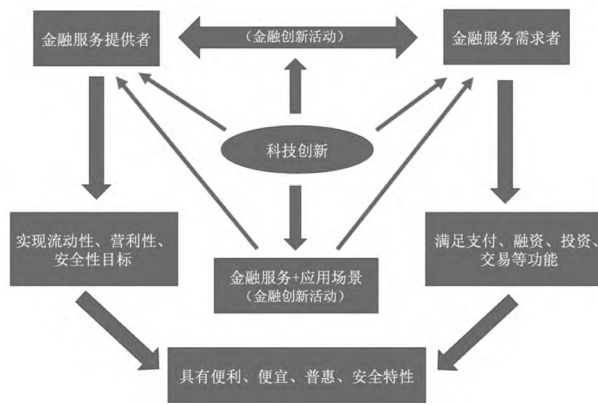 金融服务提供者
(金融创新活动)
金融服务需求者
科技创新
实现流动性、营利性、
安全性目标
金融服务+应用场景
(金融创新活动)
满足支付、融资、投资、
交易等功能
具有便利、便宜、普惠、安全特性